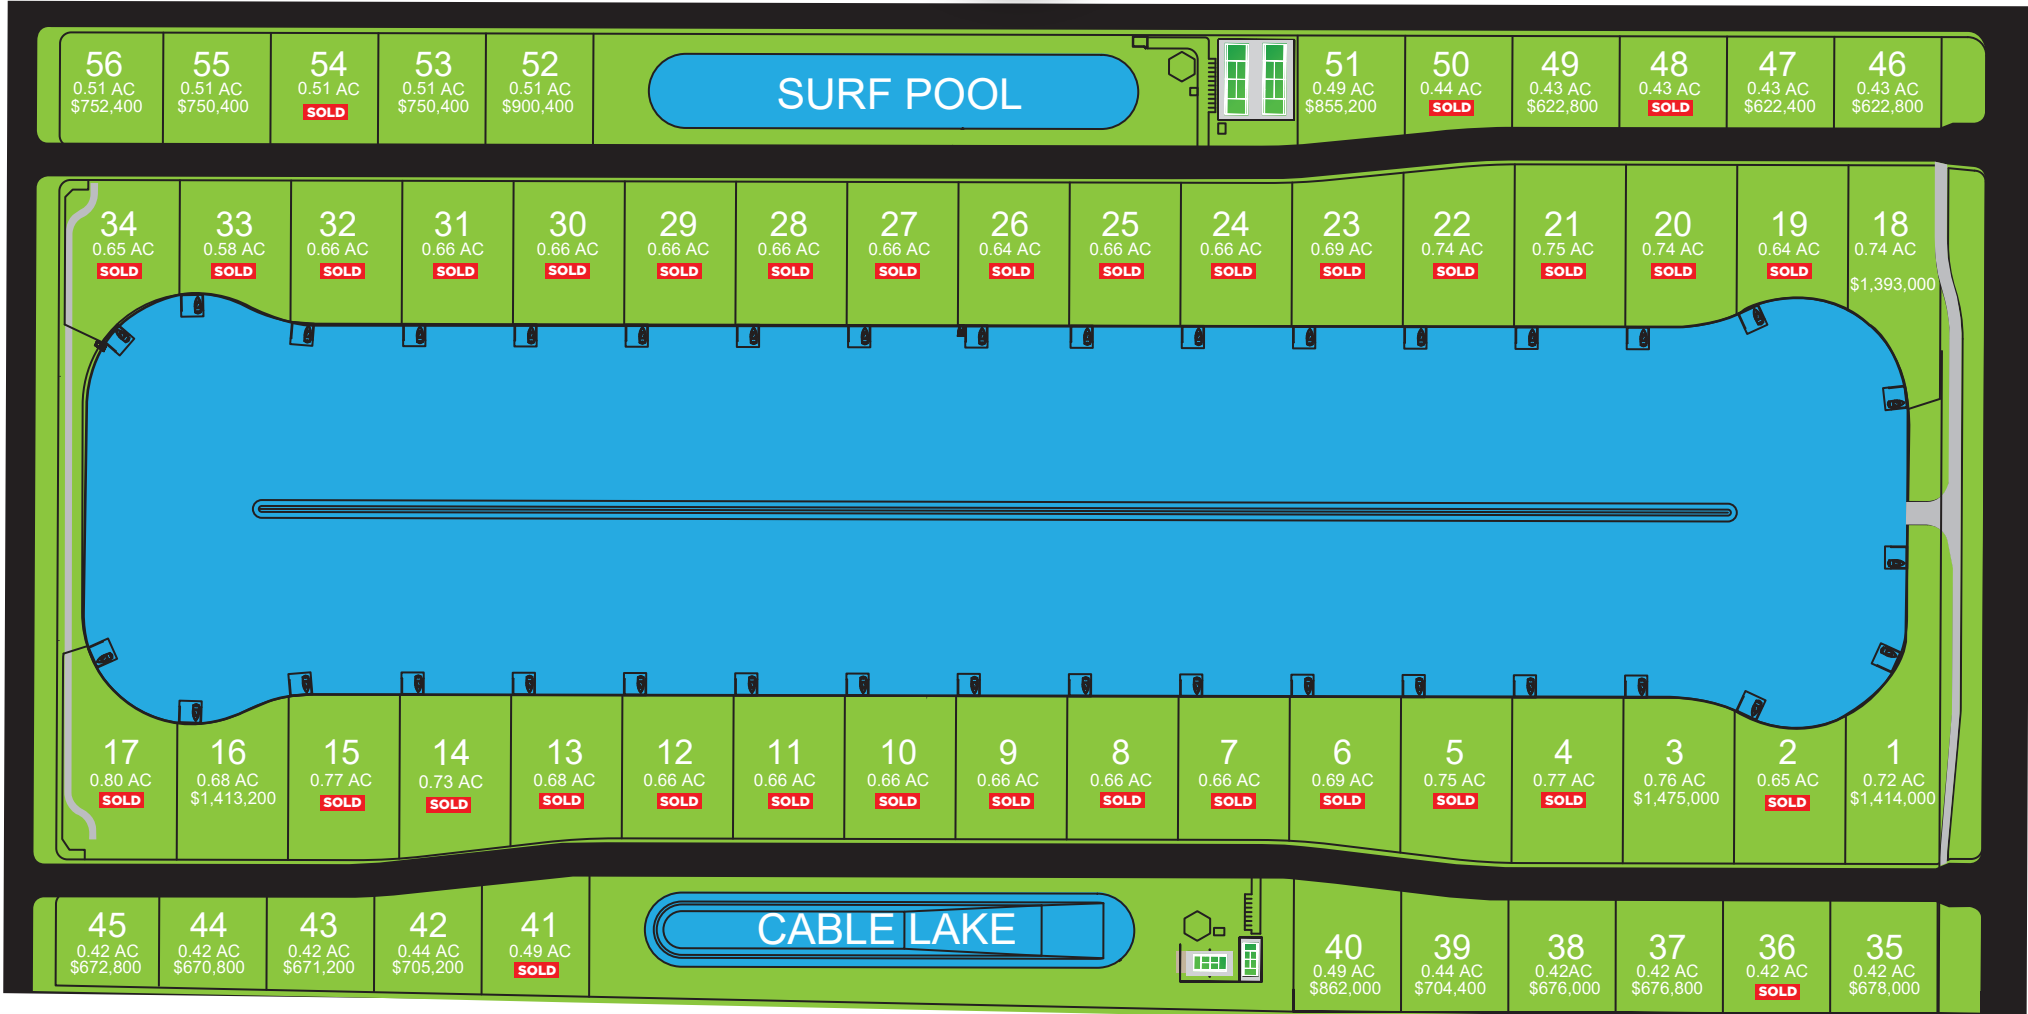 56
0.51 AC
$752,400
55
0.51 AC
$750,400
54
0.51 AC
SOLD
53
0.51 AC
$750,400
52
0.51 AC
$900,400
SURF POOL
51
0.49 AC
$855,200
50
0.44 AC
SOLD
49
0.43 AC
$622,800
48
0.43 AC
SOLD
47
0.43 AC
$622,400
46
0.43 AC
$622,800
34
0.65 AC
SOLD
33
0.58 AC
SOLD
32
0.66 AC
SOLD
31
0.66 AC
SOLD
30
0.66 AC
SOLD
29
0.66 AC
SOLD
28
0.66 AC
SOLD
27
0.66 AC
SOLD
26
0.64 AC
SOLD
25
0.66 AC
SOLD
24
0.66 AC
SOLD
23
0.69 AC
SOLD
22
0.74 AC
SOLD
21
0.75 AC
SOLD
20
0.74 AC
SOLD
19
0.64 AC
SOLD
18
0.74 AC
$1,393,000
17
0.80 AC
SOLD
16
0.68 AC
$1,413,200
15
0.77 AC
SOLD
14
0.73 AC
SOLD
13
0.68 AC
SOLD
12
0.66 AC
SOLD
11
0.66 AC
SOLD
10
0.66 AC
SOLD
9
0.66 AC
SOLD
8
0.66 AC
SOLD
7
0.66 AC
SOLD
6
0.69 AC
SOLD
5
0.75 AC
SOLD
4
0.77 AC
SOLD
3
0.76 AC
$1,475,000
2
0.65 AC
SOLD
1
0.72 AC
$1,414,000
45
0.42 AC
$672,800
44
0.42 AC
$670,800
43
0.42 AC
$671,200
42
0.44 AC
$705,200
41
0.49 AC
SOLD
CABLE LAKE
40
0.49 AC
$862,000
39
0.44 AC
$704,400
38
0.42AC
$676,000
37
0.42 AC
$676,800
36
0.42 AC
SOLD
35
0.42 AC
$678,000